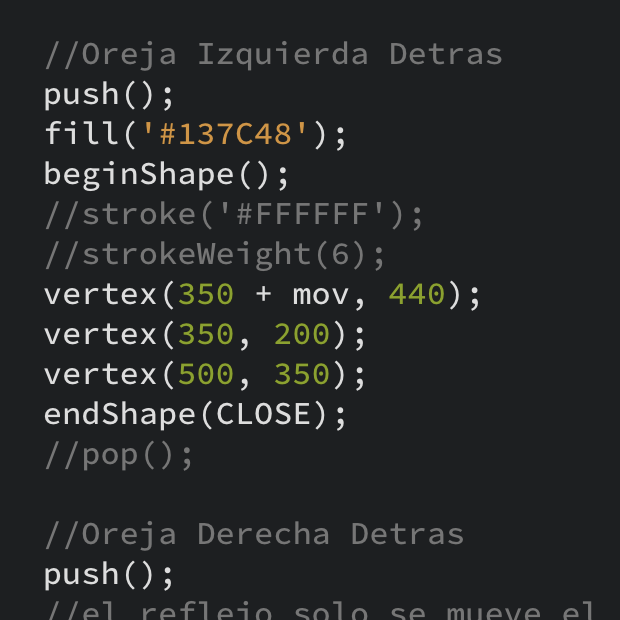 //Oreja Izquierda Detras
push();
fill('#137C48');
beginShape();
//stroke('#FFFFFF');
//strokeWeight(6);
vertex(350 + mov, 440);
vertex(350, 200);
vertex(500, 350);
endShape(CLOSE);
//pop();
//Oreja Derecha Detras
push();
//el reflejo solo se mueve el